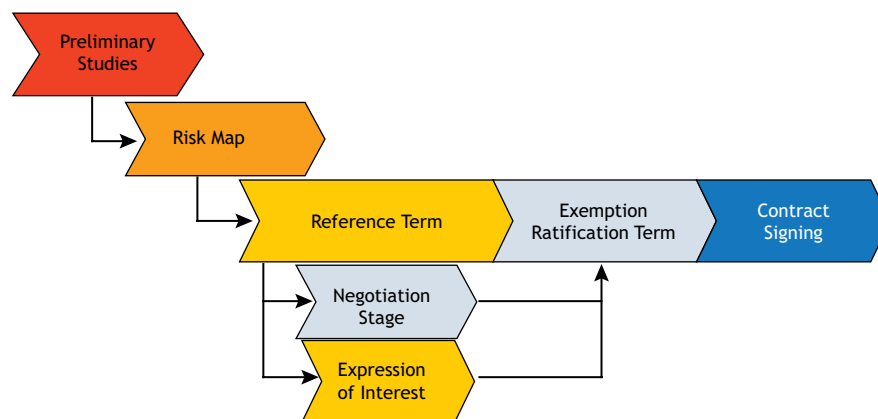 Preliminary
Studies
Risk Map
Reference Term
Exemption
Ratification Term
Contract
Signing
Negotiation
Stage
Expression
of Interest